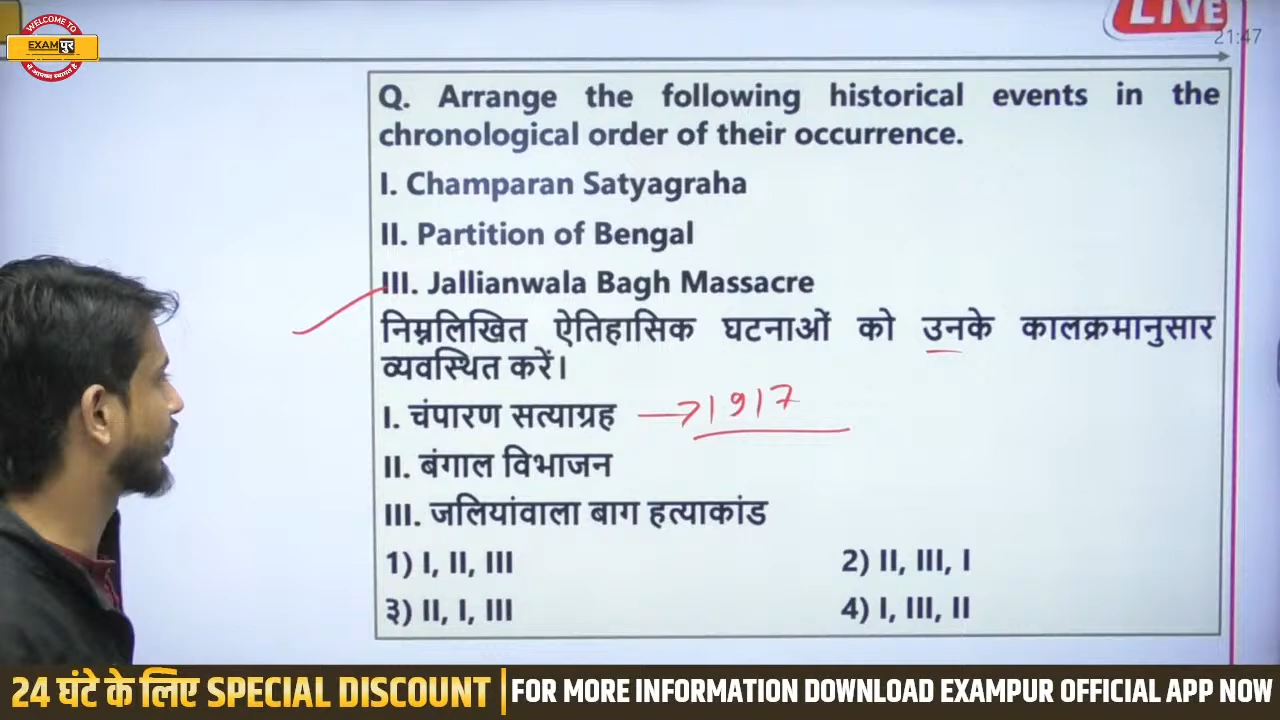 WELCOME TO
EXAMपुर
में आपका स्वागत है
LIVE
21:47
Q. Arrange the following historical events in the
chronological order of their occurrence.
I. Champaran Satyagraha
II. Partition of Bengal
III. Jallianwala Bagh Massacre
निम्नलिखित ऐतिहासिक घटनाओं को उनके कालक्रमानुसार
व्यवस्थित करें।
I. चंपारण सत्याग्रह → 1917
II. बंगाल विभाजन
III. जलियांवाला बाग हत्याकांड
1) I, II, III 2) II, III, I
३) II, I, III 4) I, III, II
24 घंटे के लिए SPECIAL DISCOUNT | FOR MORE INFORMATION DOWNLOAD EXAMPUR OFFICIAL APP NOW